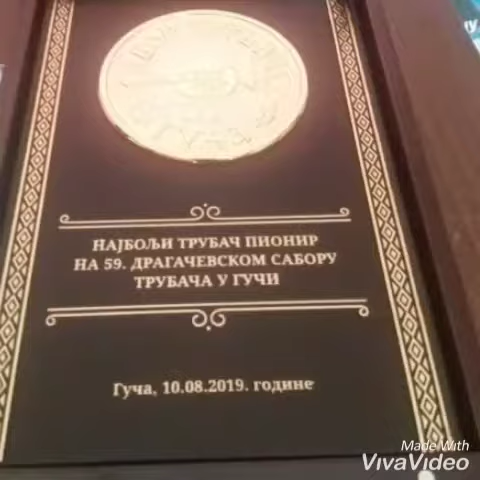 НАЈБОЉИ ТРУБАЧ ПИОНИР
НА 59. ДРАГАЧЕВСКОМ САБОРУ
ТРУБАЧА У ГУЧИ
Гуча, 10.08.2019. године
Made With
VivaVideo